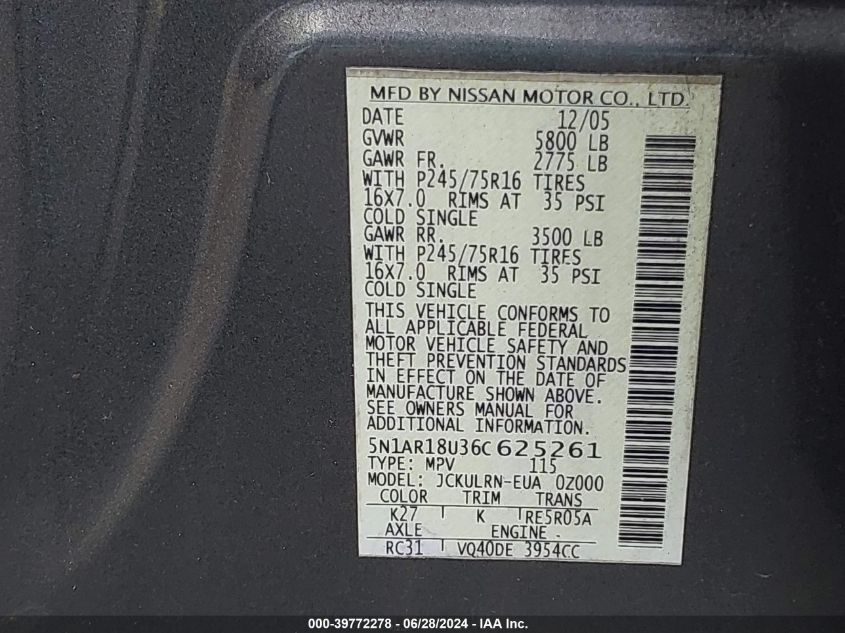 MFD BY NISSAN MOTOR CO., LTD.
DATE 12/05
GVWR 5800 LB
GAWR FR. 2775 LB
WITH P245/75R16 TIRES
16X7.0 RIMS AT 35 PSI
COLD SINGLE
GAWR RR. 3500 LB
WITH P245/75R16 TIRES
16X7.0 RIMS AT 35 PSI
COLD SINGLE
THIS VEHICLE CONFORMS TO
ALL APPLICABLE FEDERAL
MOTOR VEHICLE SAFETY AND
THEFT PREVENTION STANDARDS
IN EFFECT ON THE DATE OF
MANUFACTURE SHOWN ABOVE.
SEE OWNERS MANUAL FOR
ADDITIONAL INFORMATION.
5N1AR18U36C 625261
TYPE: MPV 115
MODEL: JCKULRN-EUA 0Z000
COLOR TRIM TRANS
K27 K RE5R05A
AXLE ENGINE
RC31 VQ40DE 3954CC
000-39772278 - 06/28/2024 - IAA Inc.